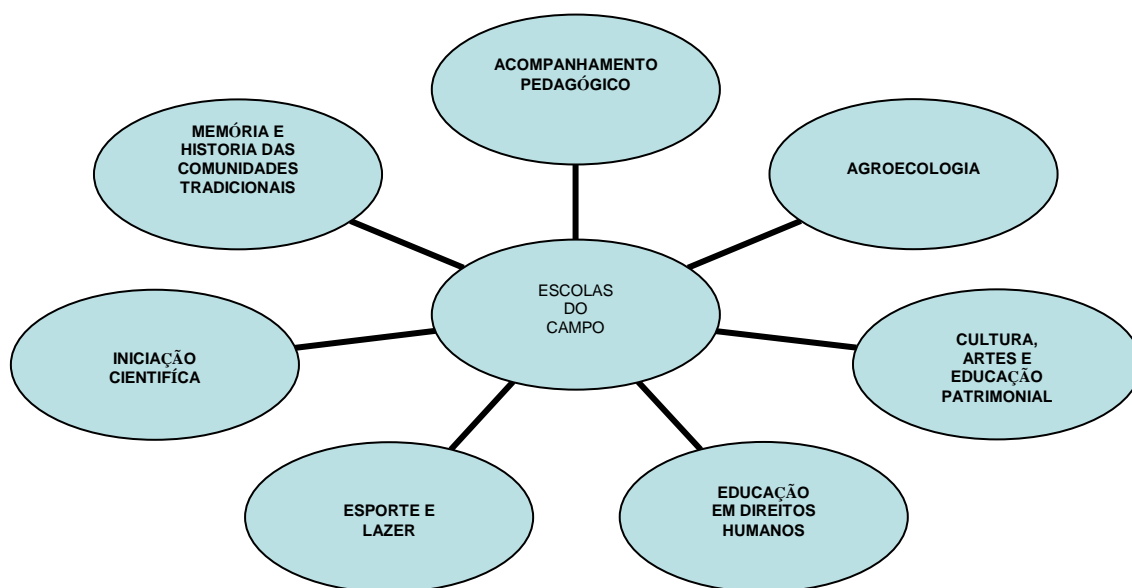 ACOMPANHAMENTO
PEDAGÓGICO
MEMÓRIA E
HISTORIA DAS
COMUNIDADES
TRADICIONAIS
AGROECOLOGIA
ESCOLAS
DO
CAMPO
INICIAÇÃO
CIENTIFÍCA
CULTURA,
ARTES E
EDUCAÇÃO
PATRIMONIAL
ESPORTE E
LAZER
EDUCAÇÃO
EM DIREITOS
HUMANOS